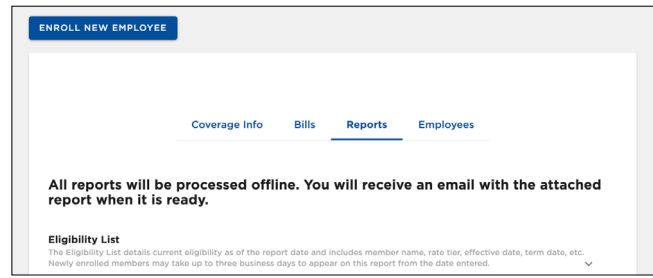 ENROLL NEW EMPLOYEE
Coverage Info Bills Reports Employees
All reports will be processed offline. You will receive an email with the attached
report when it is ready.
Eligibility List
The Eligibility List details current eligibility as of the report date and includes member name, rate tier, effective date, term date, etc.
Newly enrolled members may take up to three business days to appear on this report from the date entered.